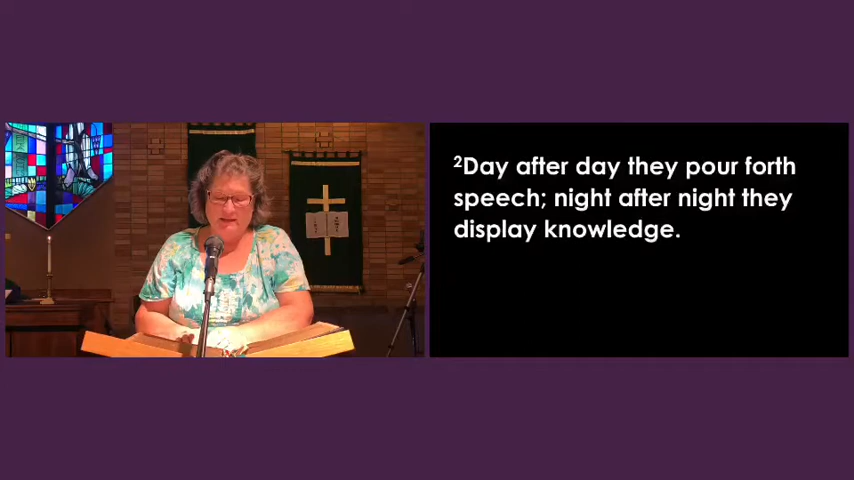 ²Day after day they pour forth
speech; night after night they
display knowledge.